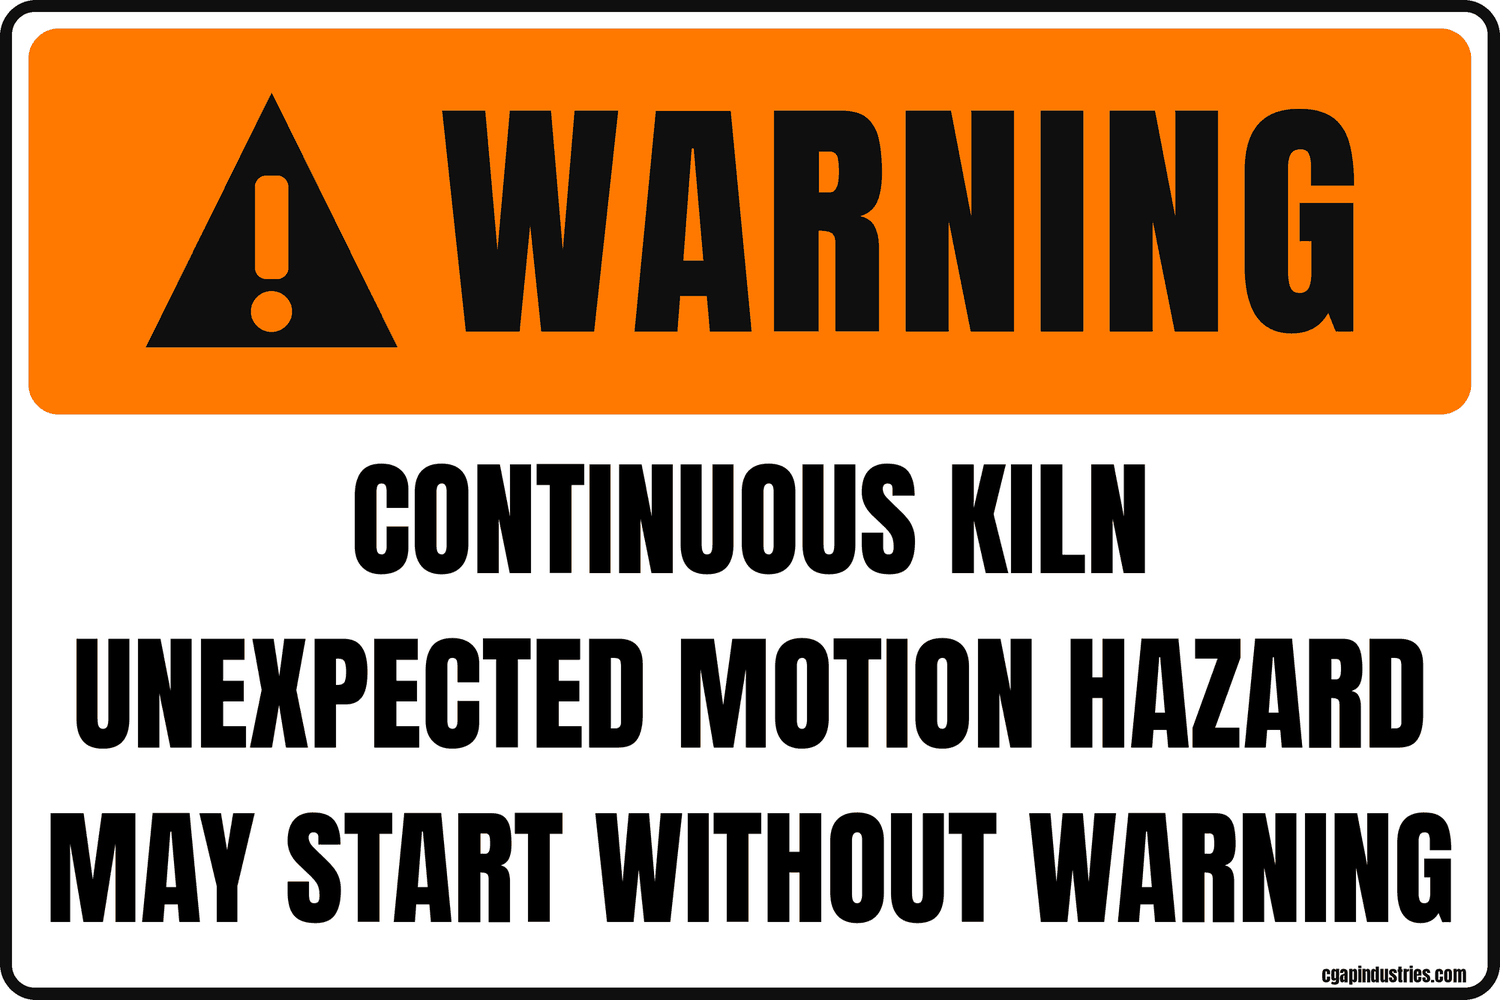 WARNING
CONTINUOUS KILN
UNEXPECTED MOTION HAZARD
MAY START WITHOUT WARNING
cgapindustries.com